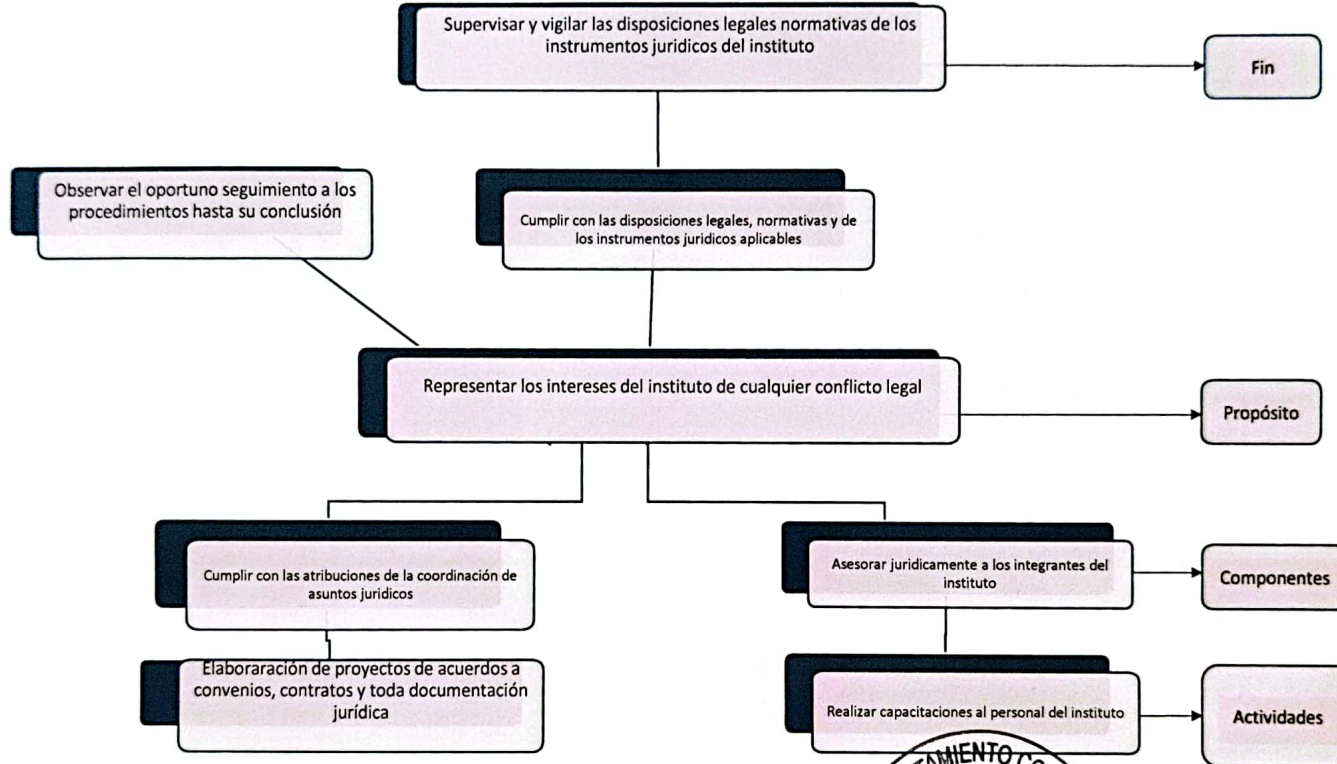 Supervisar y vigilar las disposiciones legales normativas de los
instrumentos juridicos del instituto
Fin
Observar el oportuno seguimiento a los
procedimientos hasta su conclusión
Cumplir con las disposiciones legales, normativas y de
los instrumentos juridicos aplicables
Representar los intereses del instituto de cualquier conflicto legal
Propósito
Cumplir con las atribuciones de la coordinación de
asuntos juridicos
Asesorar juridicamente a los integrantes del
instituto
Componentes
Elaboraración de proyectos de acuerdos a
convenios, contratos y toda documentación
jurídica
Realizar capacitaciones al personal del instituto
Actividades